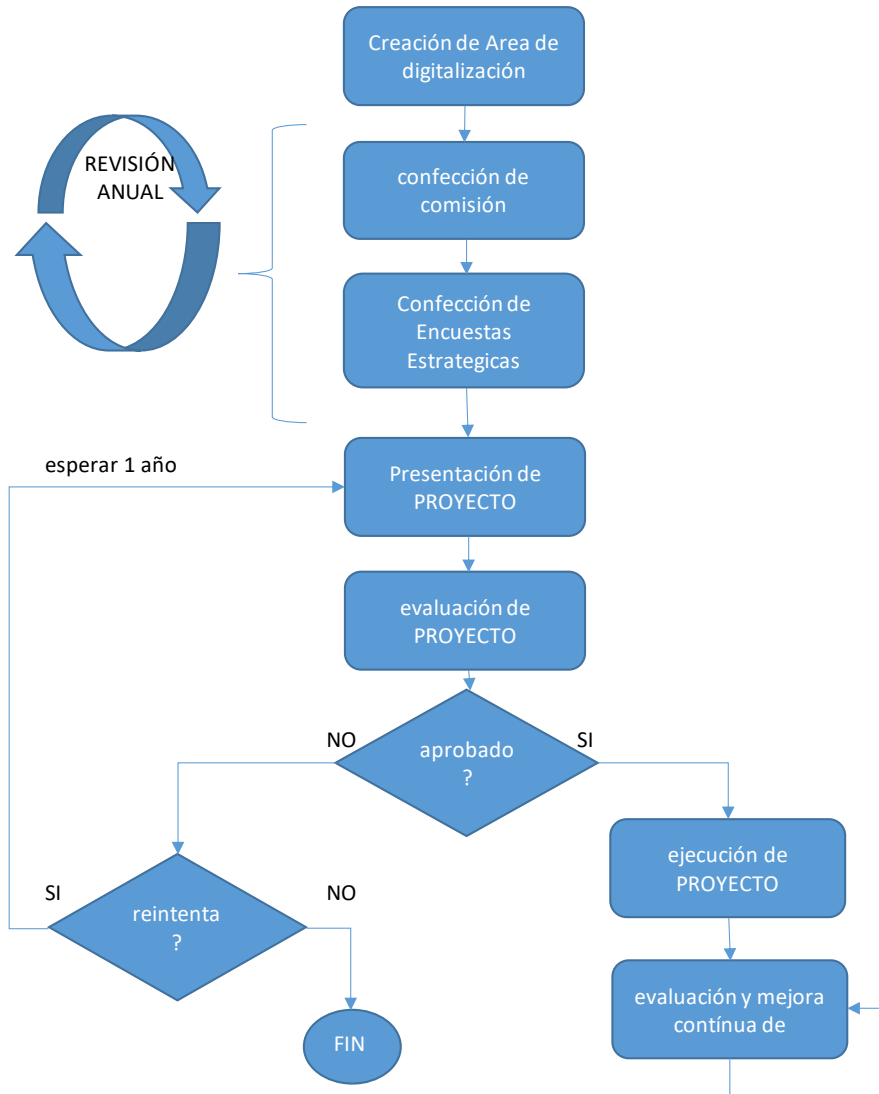 Creación de Area de
digitalización
REVISIÓN
ANUAL
confección de
comisión
Confección de
Encuestas
Estrategicas
esperar 1 año
Presentación de
PROYECTO
evaluación de
PROYECTO
NO
aprobado
?
SI
ejecución de
PROYECTO
SI
reintenta
?
NO
evaluación y mejora
contínua de
FIN